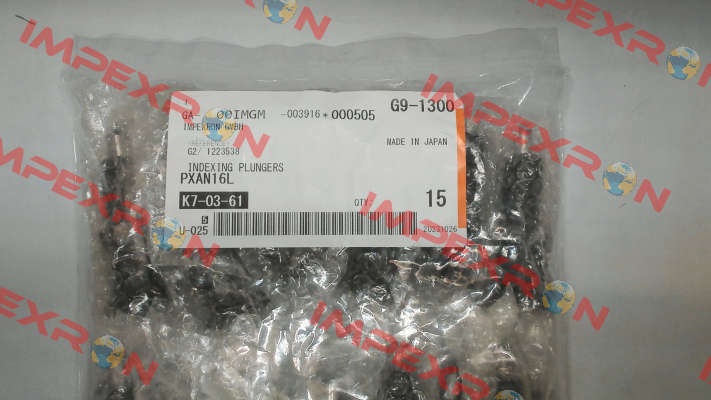 GA- 00IMGM -003916*000505 G9-1300
IMPEXRON GMBH
MADE IN JAPAN
<REFERENCE>
G2/ 1223538
INDEXING PLUNGERS
PXAN16L
K7-03-61 QTY. 15
5
U-025 20231026
IMPEXRON
IMPEXRON
IMPEXRON
IMPEXRON
IMPEXRON
IMPEXRON
IMPEXRON